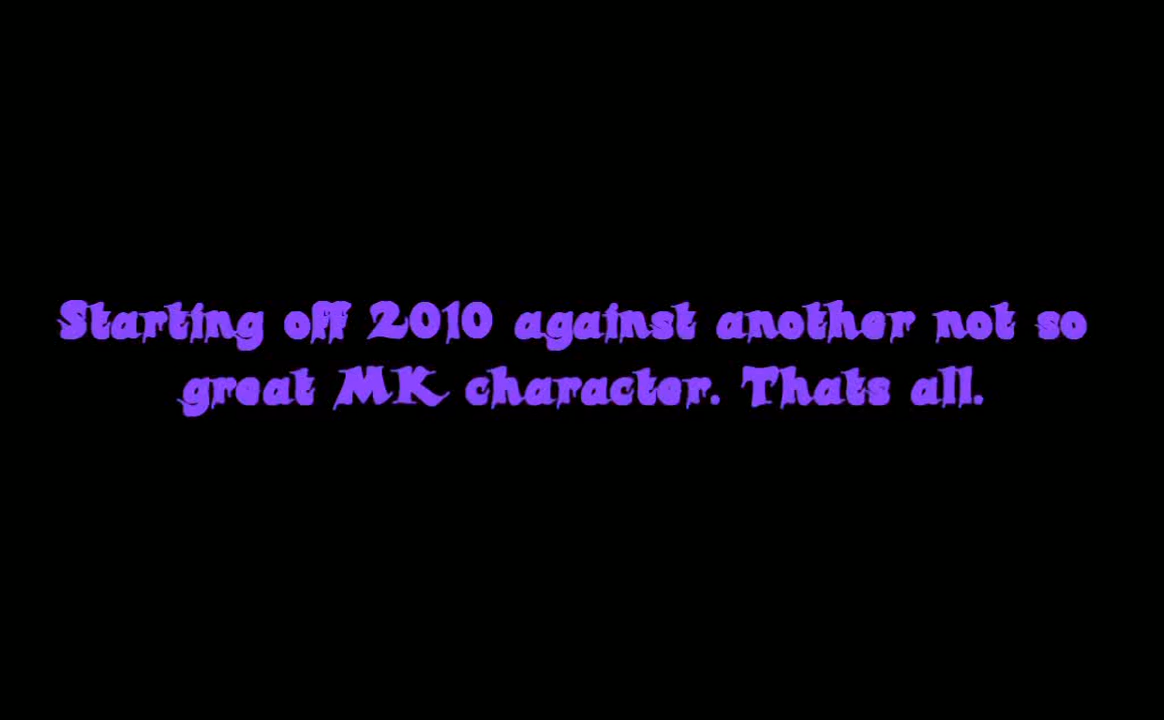 Starting off 2010 against another not so
great MK character. Thats all.